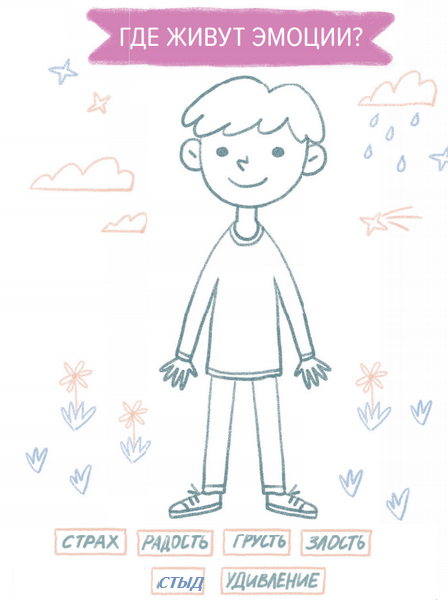 ГДЕ ЖИВУТ ЭМОЦИИ?
СТРАХ РАДОСТЬ ГРУСТЬ ЗЛОСТЬ
СТЫД УДИВЛЕНИЕ